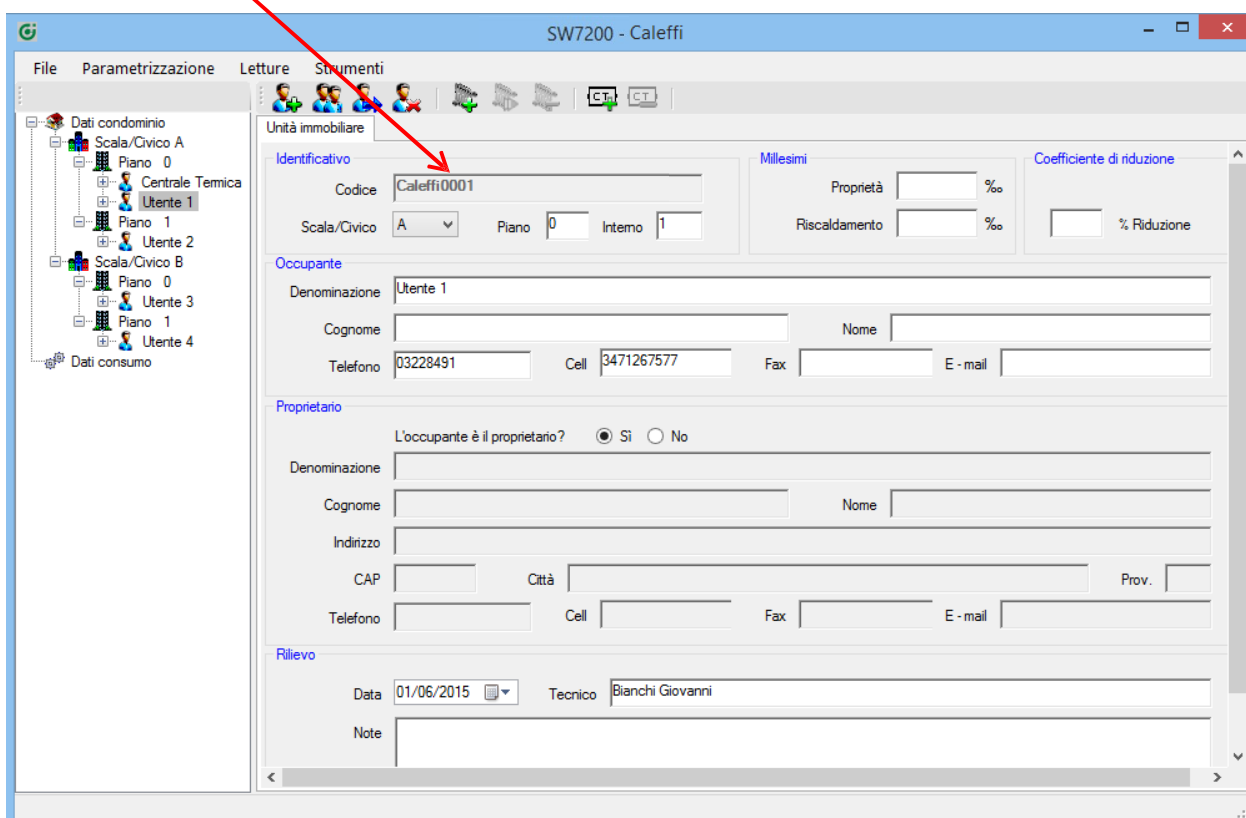 SW7200 - Caleffi
File Parametrizzazione Letture Strumenti
Dati condominio
Scala/Civico A
Piano 0
Centrale Termica
Utente 1
Piano 1
Utente 2
Scala/Civico B
Piano 0
Utente 3
Piano 1
Utente 4
Dati consumo
CT CT
Unità immobiliare
Identificativo Millesimi Coefficiente di riduzione
Codice Caleffi0001 Proprietà ‰
Scala/Civico A Piano 0 Interno 1 Riscaldamento ‰ % Riduzione
Occupante
Denominazione Utente 1
Cognome Nome
Telefono 03228491 Cell 3471267577 Fax E - mail
Proprietario
L'occupante è il proprietario? Sì No
Denominazione
Cognome Nome
Indirizzo
CAP Città Prov.
Telefono Cell Fax E - mail
Rilievo
Data 01/06/2015 Tecnico Bianchi Giovanni
Note